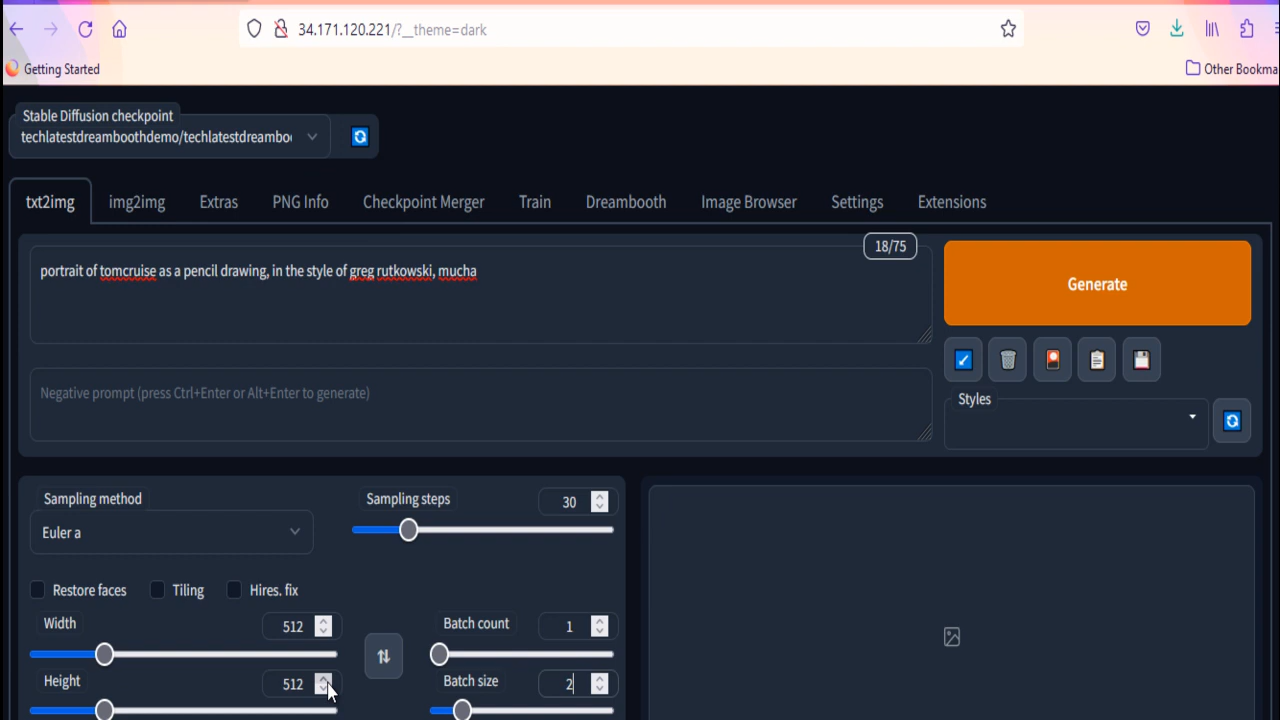 34.171.120.221/?__theme=dark
Getting Started
Other Bookma
Stable Diffusion checkpoint
techlatestdreamboothdemo/techlatestdreamboo
txt2img img2img Extras PNG Info Checkpoint Merger Train Dreambooth Image Browser Settings Extensions
18/75
portrait of tomcruise as a pencil drawing, in the style of greg rutkowski, mucha
Generate
Negative prompt (press Ctrl+Enter or Alt+Enter to generate)
Styles
Sampling method
Euler a
Sampling steps
30
Restore faces Tiling Hires. fix
Width
512
Batch count
1
Height
512
Batch size
2